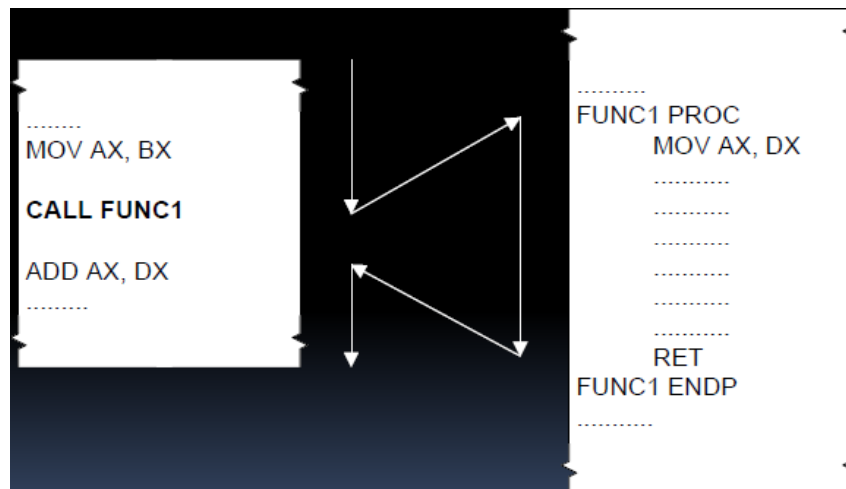 ........
MOV AX, BX
CALL FUNC1
ADD AX, DX
.........
..........
FUNC1 PROC
MOV AX, DX
...........
...........
...........
...........
...........
...........
RET
FUNC1 ENDP
...........